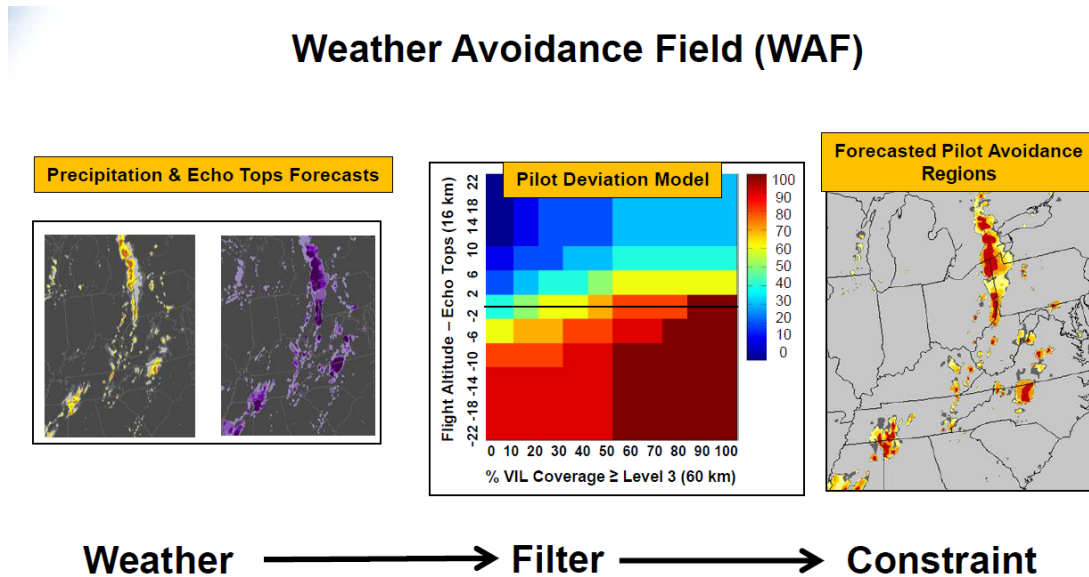 Weather Avoidance Field (WAF)
Precipitation & Echo Tops Forecasts
Pilot Deviation Model
Forecasted Pilot Avoidance
Regions
Flight Altitude – Echo Tops (16 km)
22
18
14
10
6
2
-2
-6
-10
-14
-18
-22
0 10 20 30 40 50 60 70 80 90 100
% VIL Coverage ≥ Level 3 (60 km)
100
90
80
70
60
50
40
30
20
10
0
Weather
Filter
Constraint